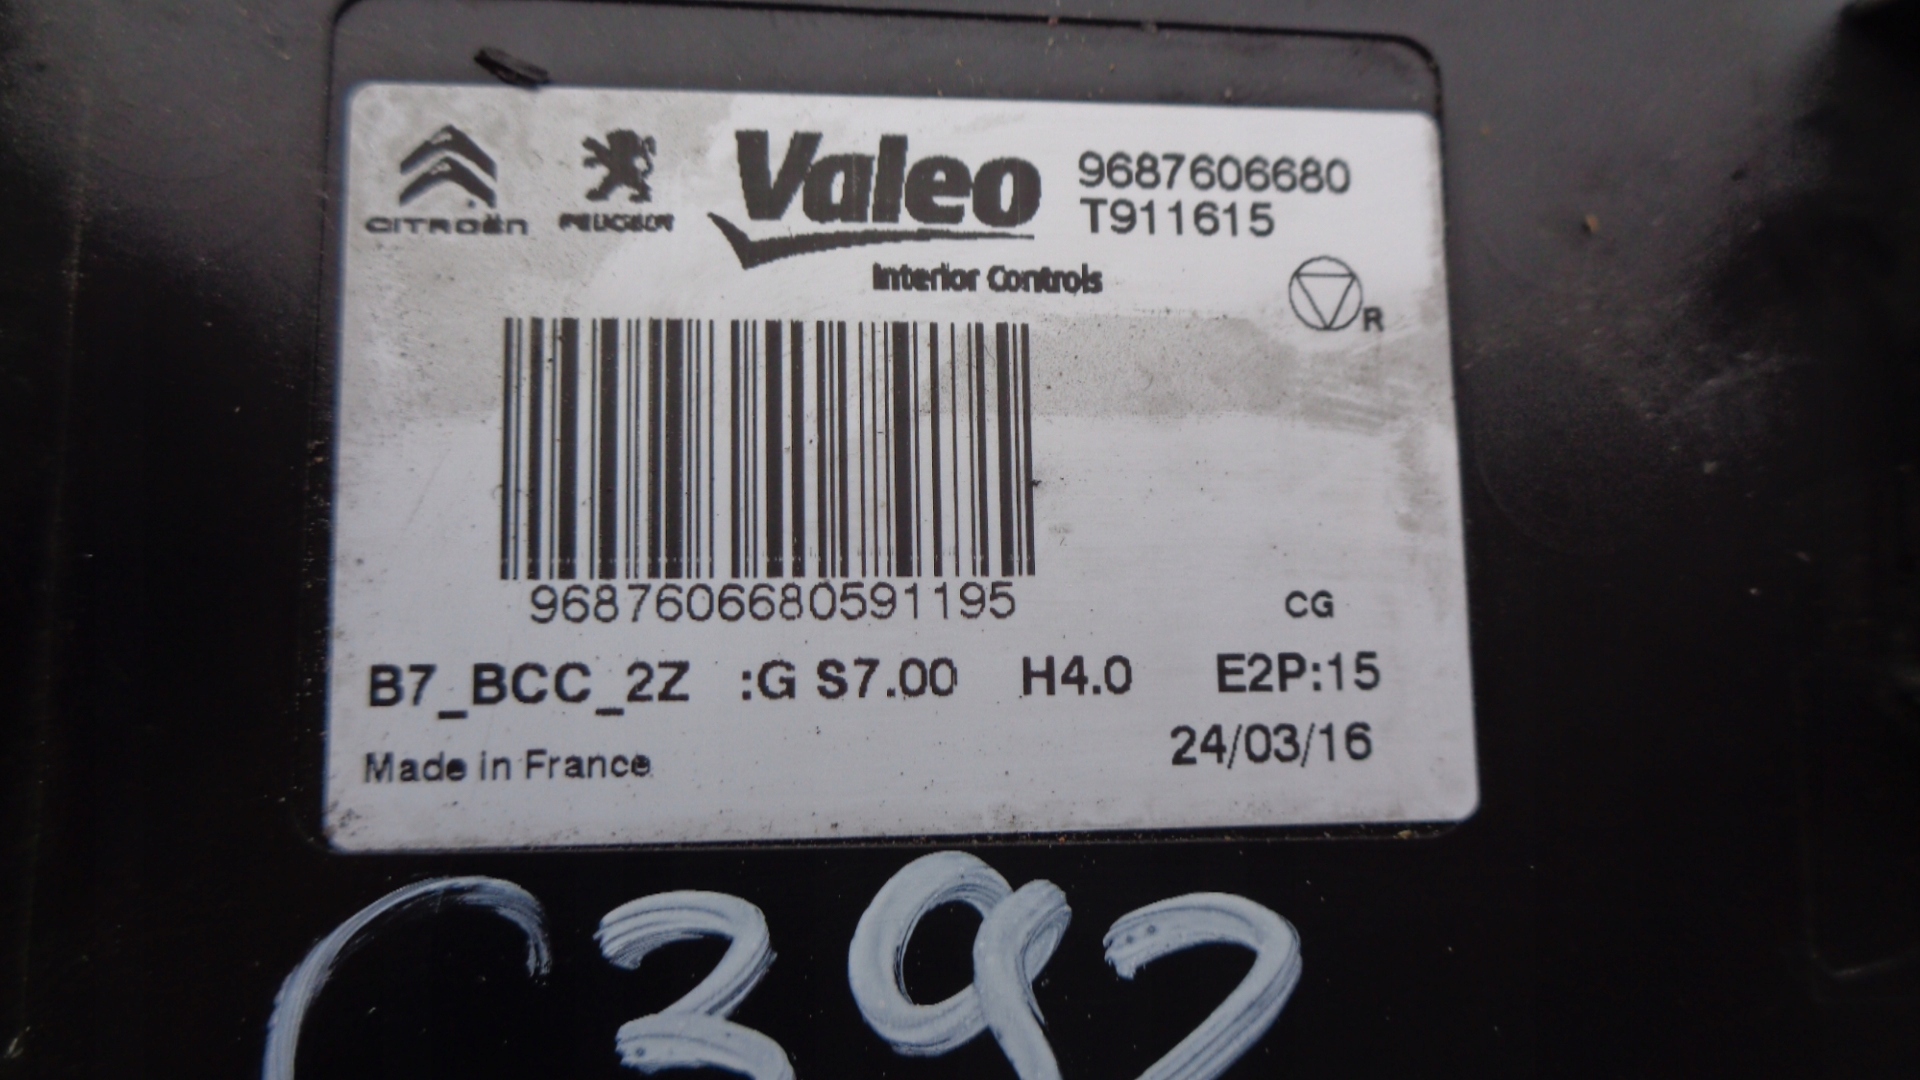 CITROËN PEUGEOT Valeo 9687606680
T911615
Interior Controls
R
9687606680591195
CG
B7_BCC_2Z :G S7.00 H4.0 E2P:15
24/03/16
Made in France
C392